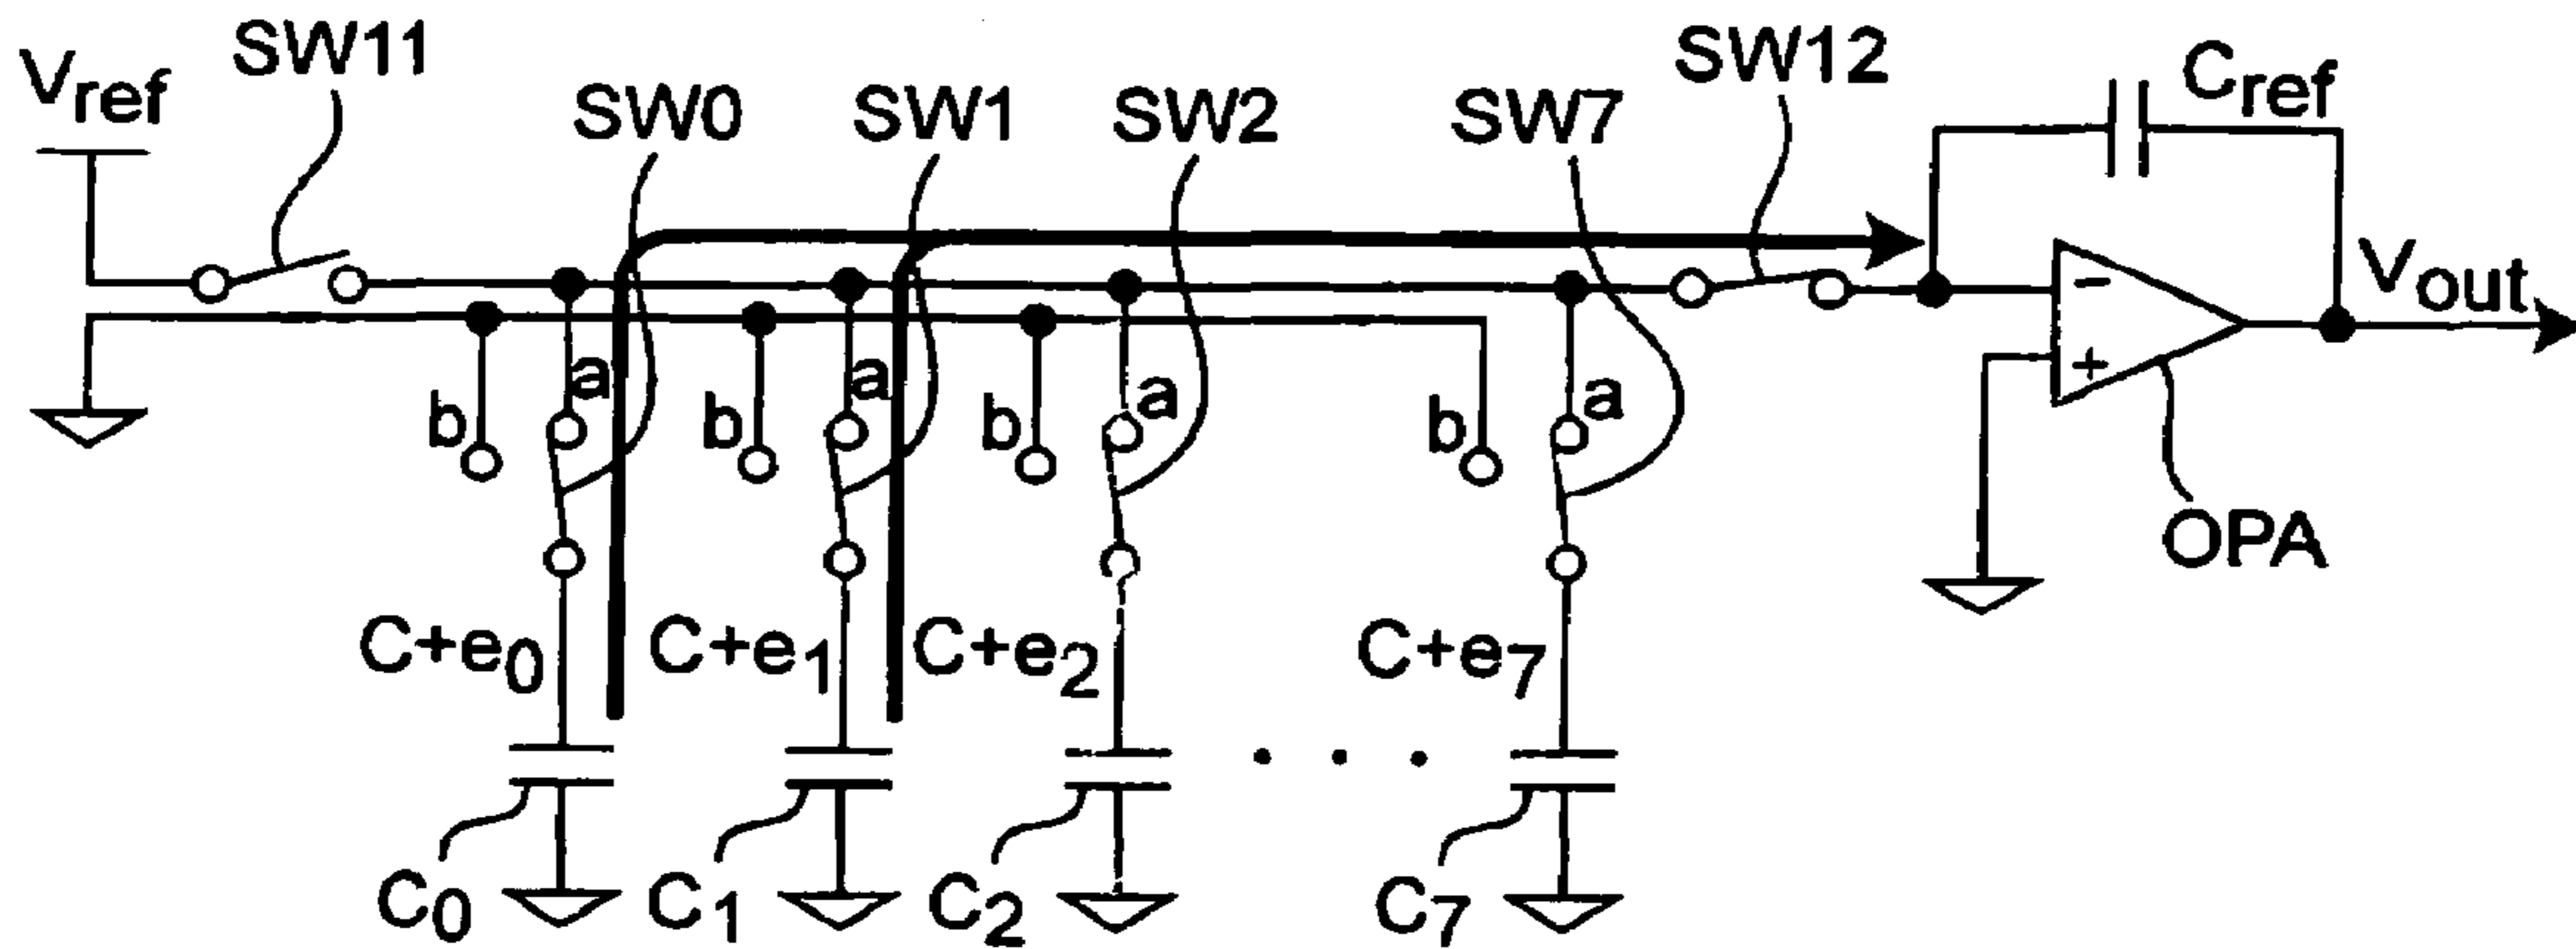 Vref
SW11
SW0
SW1
SW2
SW7
SW12
Cref
Vout
b
a
b
a
b
a
b
a
-
+
OPA
C+e0
C+e1
C+e2
C+e7
. . .
C0
C1
C2
C7